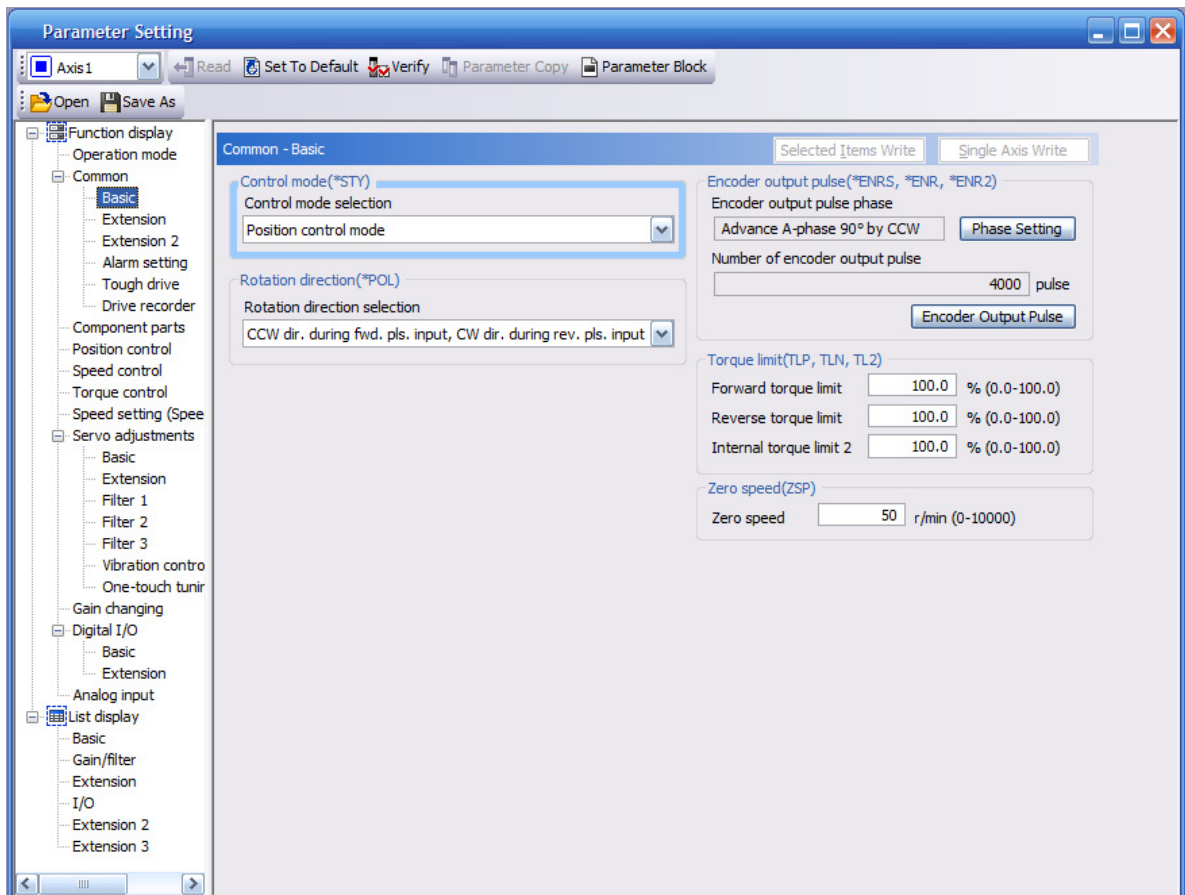 Parameter Setting
Axis1 Read Set To Default Verify Parameter Copy Parameter Block
Open Save As
Function display
Operation mode
Common
Basic
Extension
Extension 2
Alarm setting
Tough drive
Drive recorder
Component parts
Position control
Speed control
Torque control
Speed setting (Spee
Servo adjustments
Basic
Extension
Filter 1
Filter 2
Filter 3
Vibration contro
One-touch tunir
Gain changing
Digital I/O
Basic
Extension
Analog input
List display
Basic
Gain/filter
Extension
I/O
Extension 2
Extension 3
Common - Basic
Selected Items Write Single Axis Write
Control mode(*STY)
Control mode selection
Position control mode
Rotation direction(*POL)
Rotation direction selection
CCW dir. during fwd. pls. input, CW dir. during rev. pls. input
Encoder output pulse(*ENRS, *ENR, *ENR2)
Encoder output pulse phase
Advance A-phase 90° by CCW Phase Setting
Number of encoder output pulse
4000 pulse
Encoder Output Pulse
Torque limit(TLP, TLN, TL2)
Forward torque limit 100.0 % (0.0-100.0)
Reverse torque limit 100.0 % (0.0-100.0)
Internal torque limit 2 100.0 % (0.0-100.0)
Zero speed(ZSP)
Zero speed 50 r/min (0-10000)